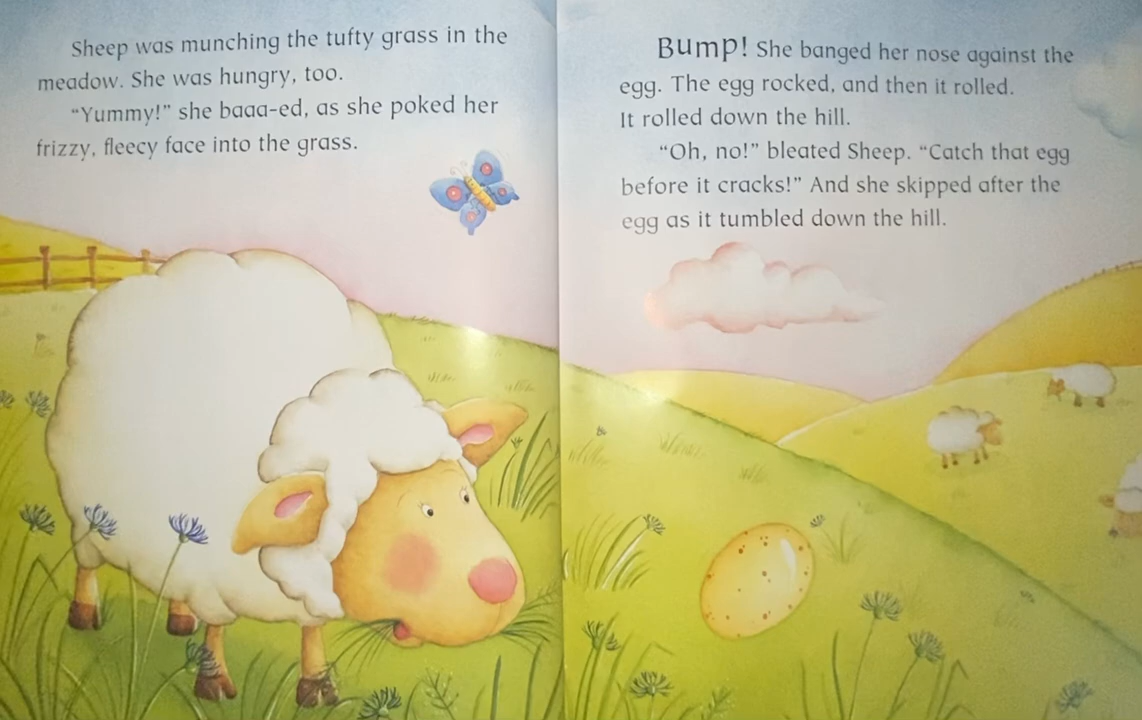 Sheep was munching the tufty grass in the
meadow. She was hungry, too.
“Yummy!” she baaa-ed, as she poked her
frizzy, fleecy face into the grass.
Bump! She banged her nose against the
egg. The egg rocked, and then it rolled.
It rolled down the hill.
“Oh, no!” bleated Sheep. “Catch that egg
before it cracks!” And she skipped after the
egg as it tumbled down the hill.